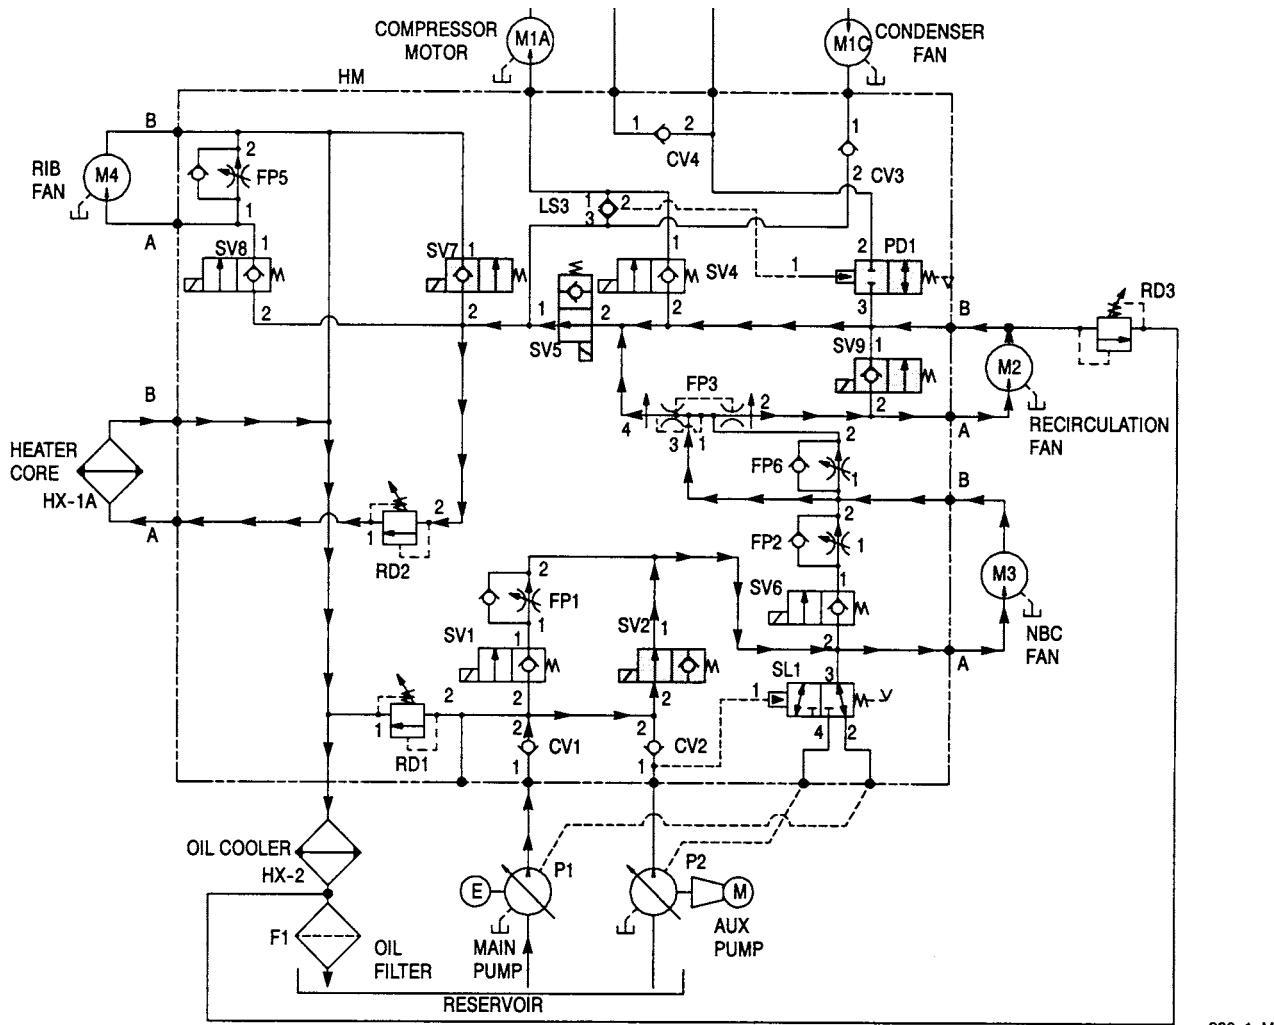 COMPRESSOR
MOTOR
M1A
M1C
CONDENSER
FAN
HM
B
1
2
CV4
1
2
CV3
RIB
FAN
M4
2
FP5
1
A
LS3
1
2
3
SV8
1
SV7
1
1
SV4
2
PD1
1
3
RD3
2
2
1
2
2
B
SV5
SV9
1
M2
FP3
2
2
A
RECIRCULATION
FAN
4
3
1
B
HEATER
CORE
HX-1A
A
2
FP6
1
B
1
2
RD2
2
FP2
1
2
FP1
1
M3
NBC
FAN
SV6
1
SV1
1
SV2
1
2
A
SL1
3
1
4
2
2
1
RD1
2
2
2
2
CV1
1
CV2
1
OIL COOLER
HX-2
E
P1
P2
M
F1
OIL
FILTER
MAIN
PUMP
AUX
PUMP
RESERVOIR